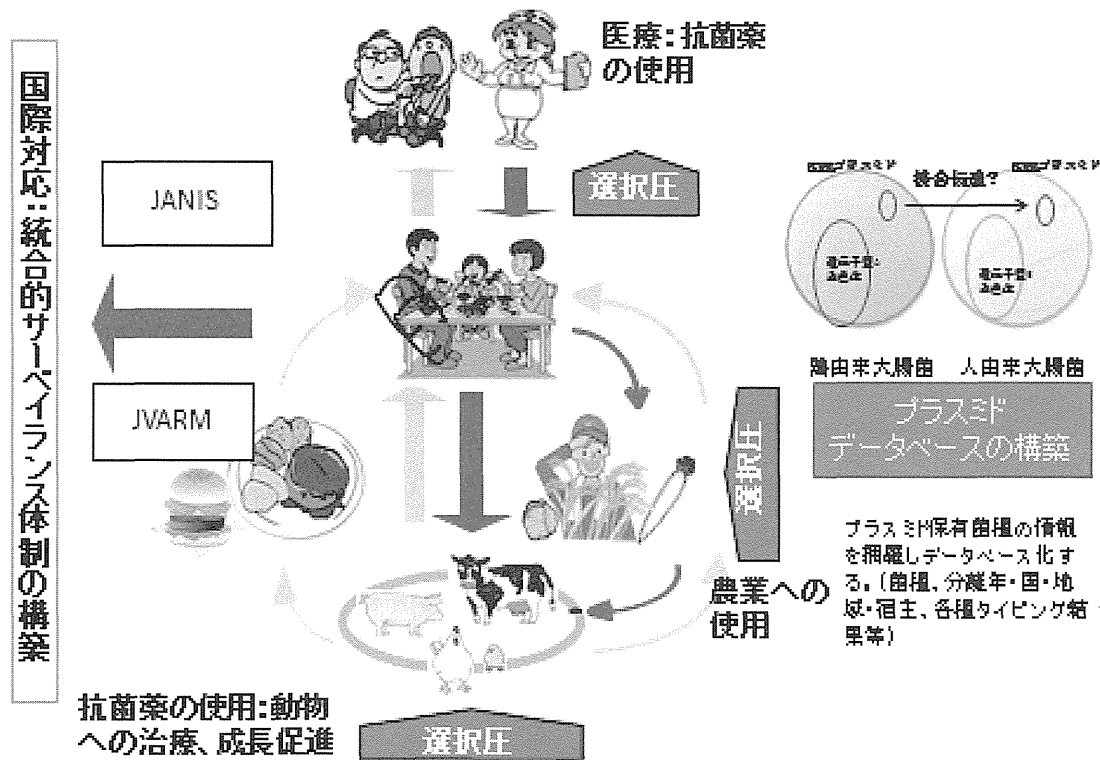 国際対応:統合的サーベイランス体制の構築
医療:抗菌薬
の使用
JANIS
選択圧
JVARM
選択圧
農業への
使用
抗菌薬の使用:動物
への治療、成長促進
選択圧
プラスミド
プラスミド
接合伝達?
鶏由来大腸菌
人由来大腸菌
プラスミド
データベースの構築
プラスミド保有菌種の情報
を網羅しデータベース化す
る。(菌種、分離年・国・地
域・宿主、各種タイピング結
果等)